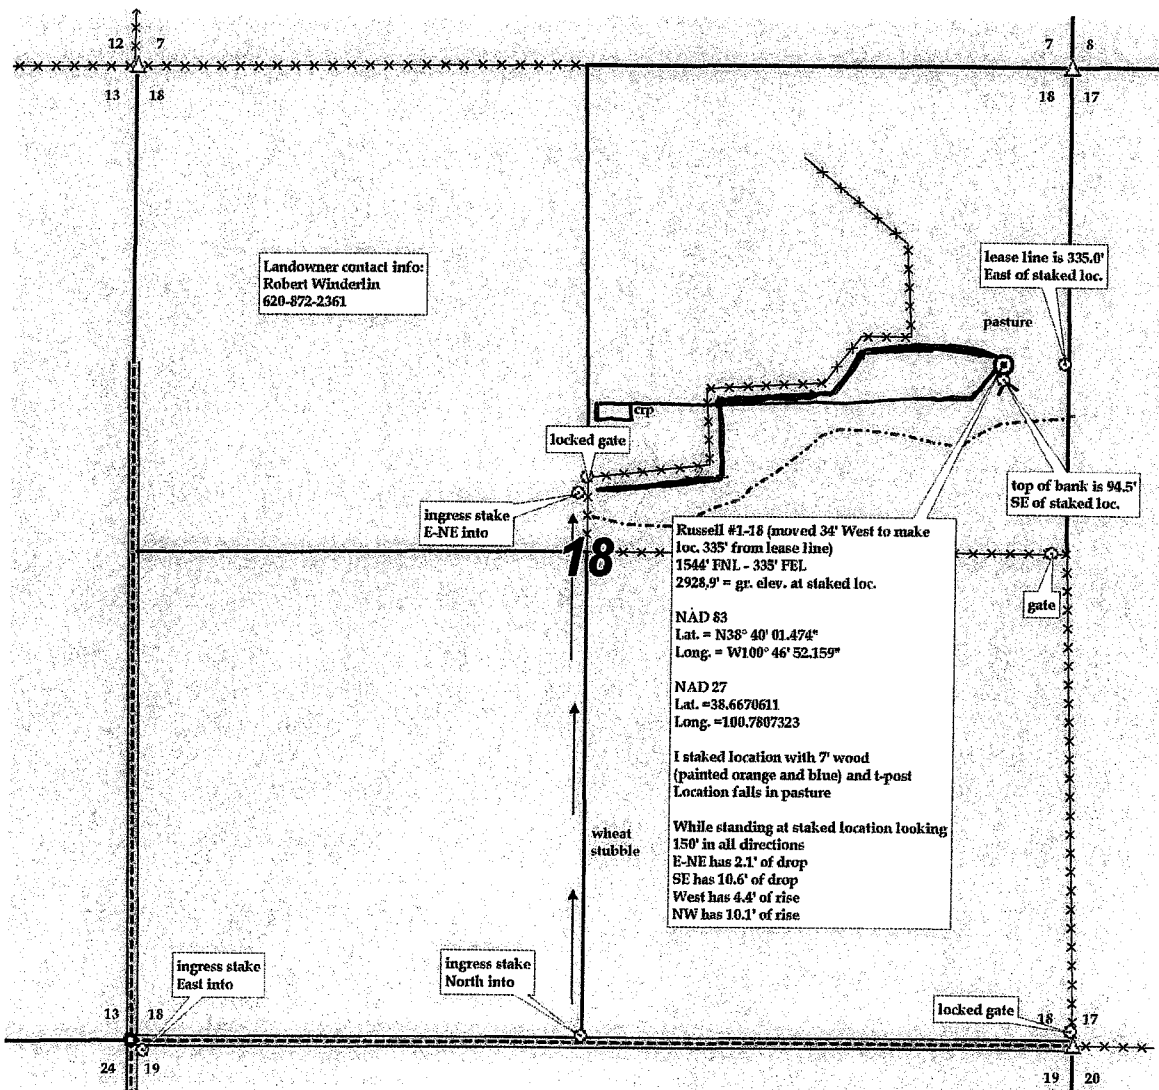 12 7
7 8
13 18
18 17
Landowner contact info:
Robert Winderlin
620-872-2361
lease line is 335.0'
East of staked loc.
pasture
crp
locked gate
ingress stake
E-NE into
top of bank is 94.5'
SE of staked loc.
18
Russell #1-18 (moved 34' West to make
loc. 335' from lease line)
1544' FNL - 335' FEL
2928.9' = gr. elev. at staked loc.
NAD 83
Lat. = N38° 40' 01.474"
Long. = W100° 46' 52.159"
NAD 27
Lat. =38.6670611
Long. =100.7807323
I staked location with 7' wood
(painted orange and blue) and t-post
Location falls in pasture
While standing at staked location looking
150' in all directions
E-NE has 2.1' of drop
SE has 10.6' of drop
West has 4.4' of rise
NW has 10.1' of rise
gate
wheat
stubble
ingress stake
East into
ingress stake
North into
locked gate
13 18
18 17
24 19
19 20